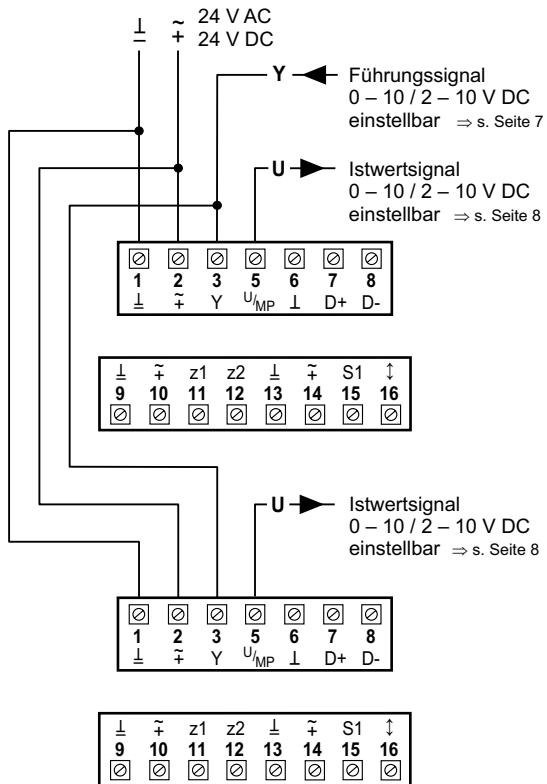 ⊥ ~+ 24 V AC
24 V DC
Y Führungssignal
0 – 10 / 2 – 10 V DC
einstellbar ⇒ s. Seite 7
U Istwertsignal
0 – 10 / 2 – 10 V DC
einstellbar ⇒ s. Seite 8
1 2 3 5 6 7 8
⊥ ~+ Y U/MP ⊥ D+ D-
⊥ ~+ z1 z2 ⊥ ~+ S1 ↕
9 10 11 12 13 14 15 16
U Istwertsignal
0 – 10 / 2 – 10 V DC
einstellbar ⇒ s. Seite 8
1 2 3 5 6 7 8
⊥ ~+ Y U/MP ⊥ D+ D-
⊥ ~+ z1 z2 ⊥ ~+ S1 ↕
9 10 11 12 13 14 15 16